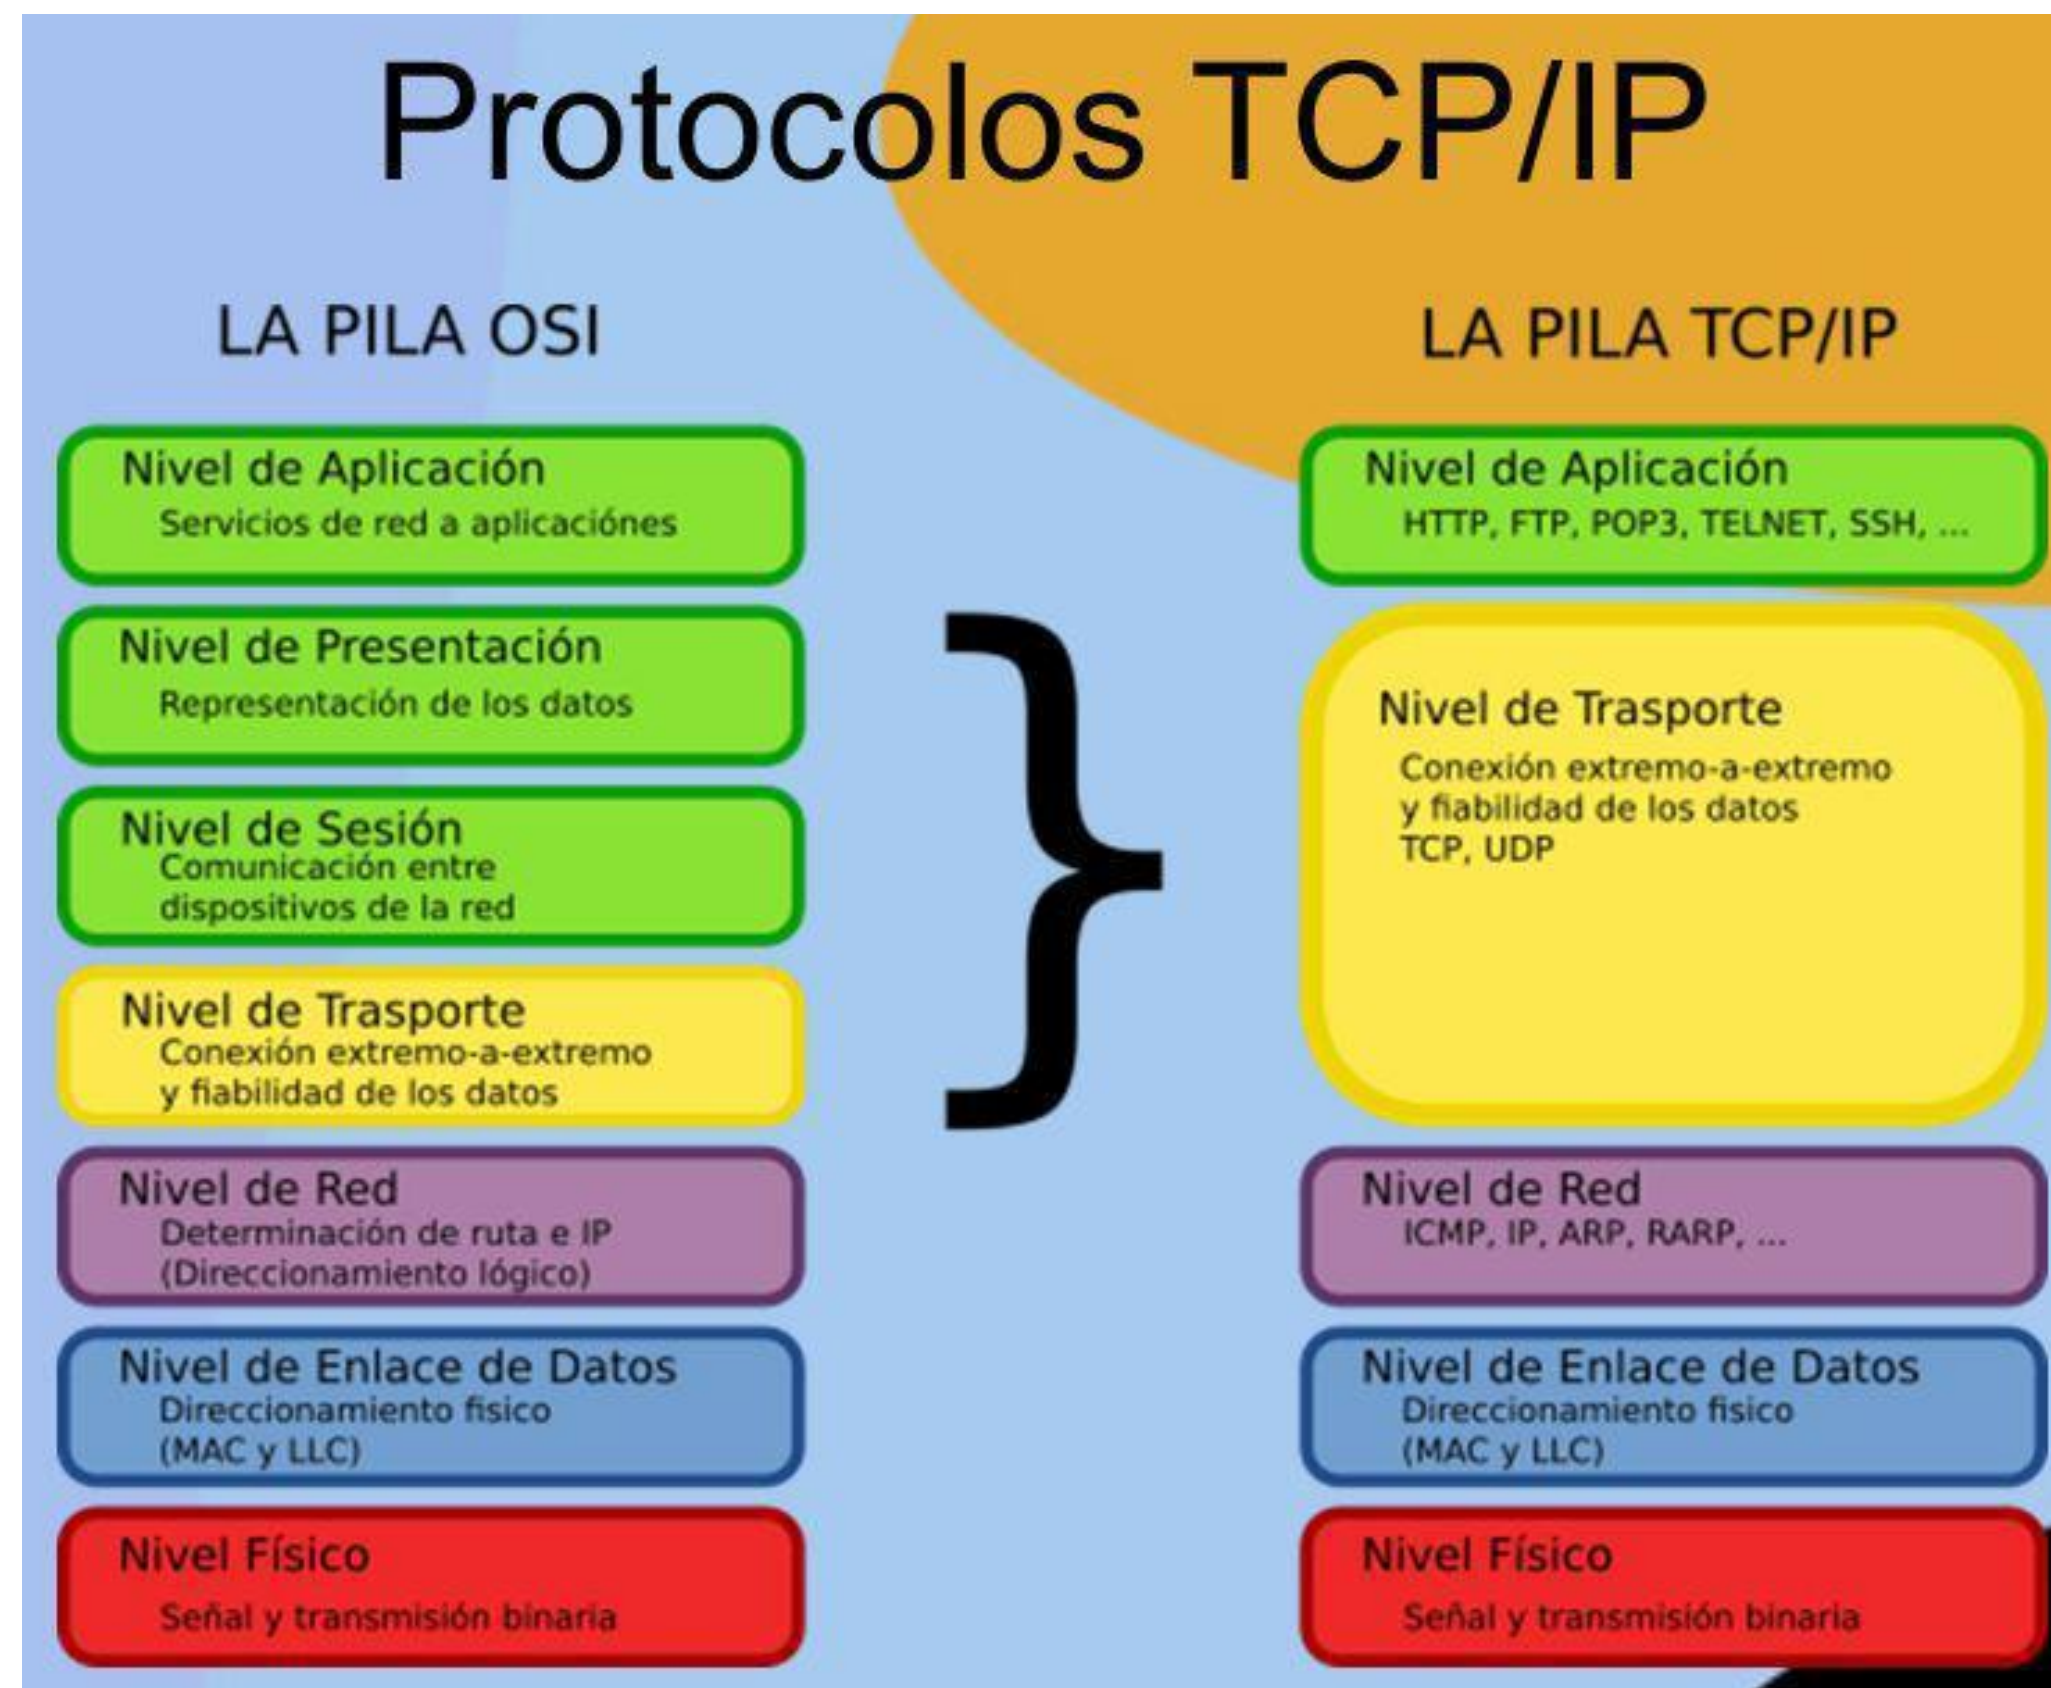 Protocolos TCP/IP
LA PILA OSI
Nivel de Aplicación
Servicios de red a aplicaciónes
Nivel de Presentación
Representación de los datos
Nivel de Sesión
Comunicación entre
dispositivos de la red
Nivel de Trasporte
Conexión extremo-a-extremo
y fiabilidad de los datos
Nivel de Red
Determinación de ruta e IP
(Direccionamiento lógico)
Nivel de Enlace de Datos
Direccionamiento fisico
(MAC y LLC)
Nivel Físico
Señal y transmisión binaria
}
LA PILA TCP/IP
Nivel de Aplicación
HTTP, FTP, POP3, TELNET, SSH, ...
Nivel de Trasporte
Conexión extremo-a-extremo
y fiabilidad de los datos
TCP, UDP
Nivel de Red
ICMP, IP, ARP, RARP, ...
Nivel de Enlace de Datos
Direccionamiento fisico
(MAC y LLC)
Nivel Físico
Señal y transmisión binaria